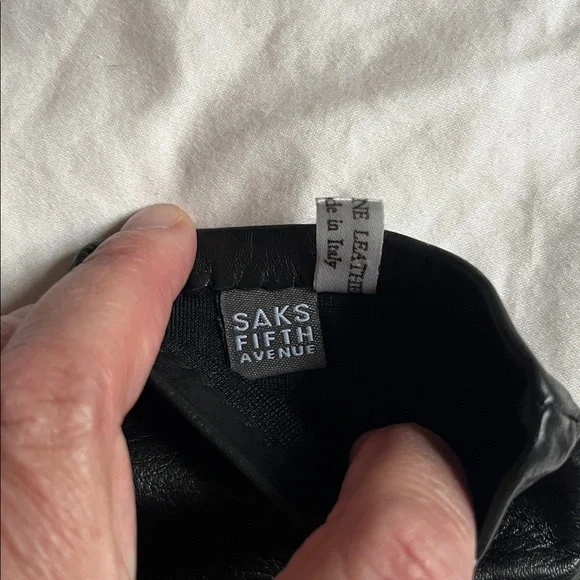 SAKS
FIFTH
AVENUE
NE LEATHE
de in Italy